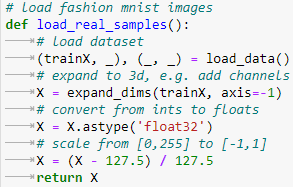 # load fashion mnist images
def load_real_samples():
# load dataset
(trainX, _), (_, _) = load_data()
# expand to 3d, e.g. add channels
X = expand_dims(trainX, axis=-1)
# convert from ints to floats
X = X.astype('float32')
# scale from [0,255] to [-1,1]
X = (X - 127.5) / 127.5
return X